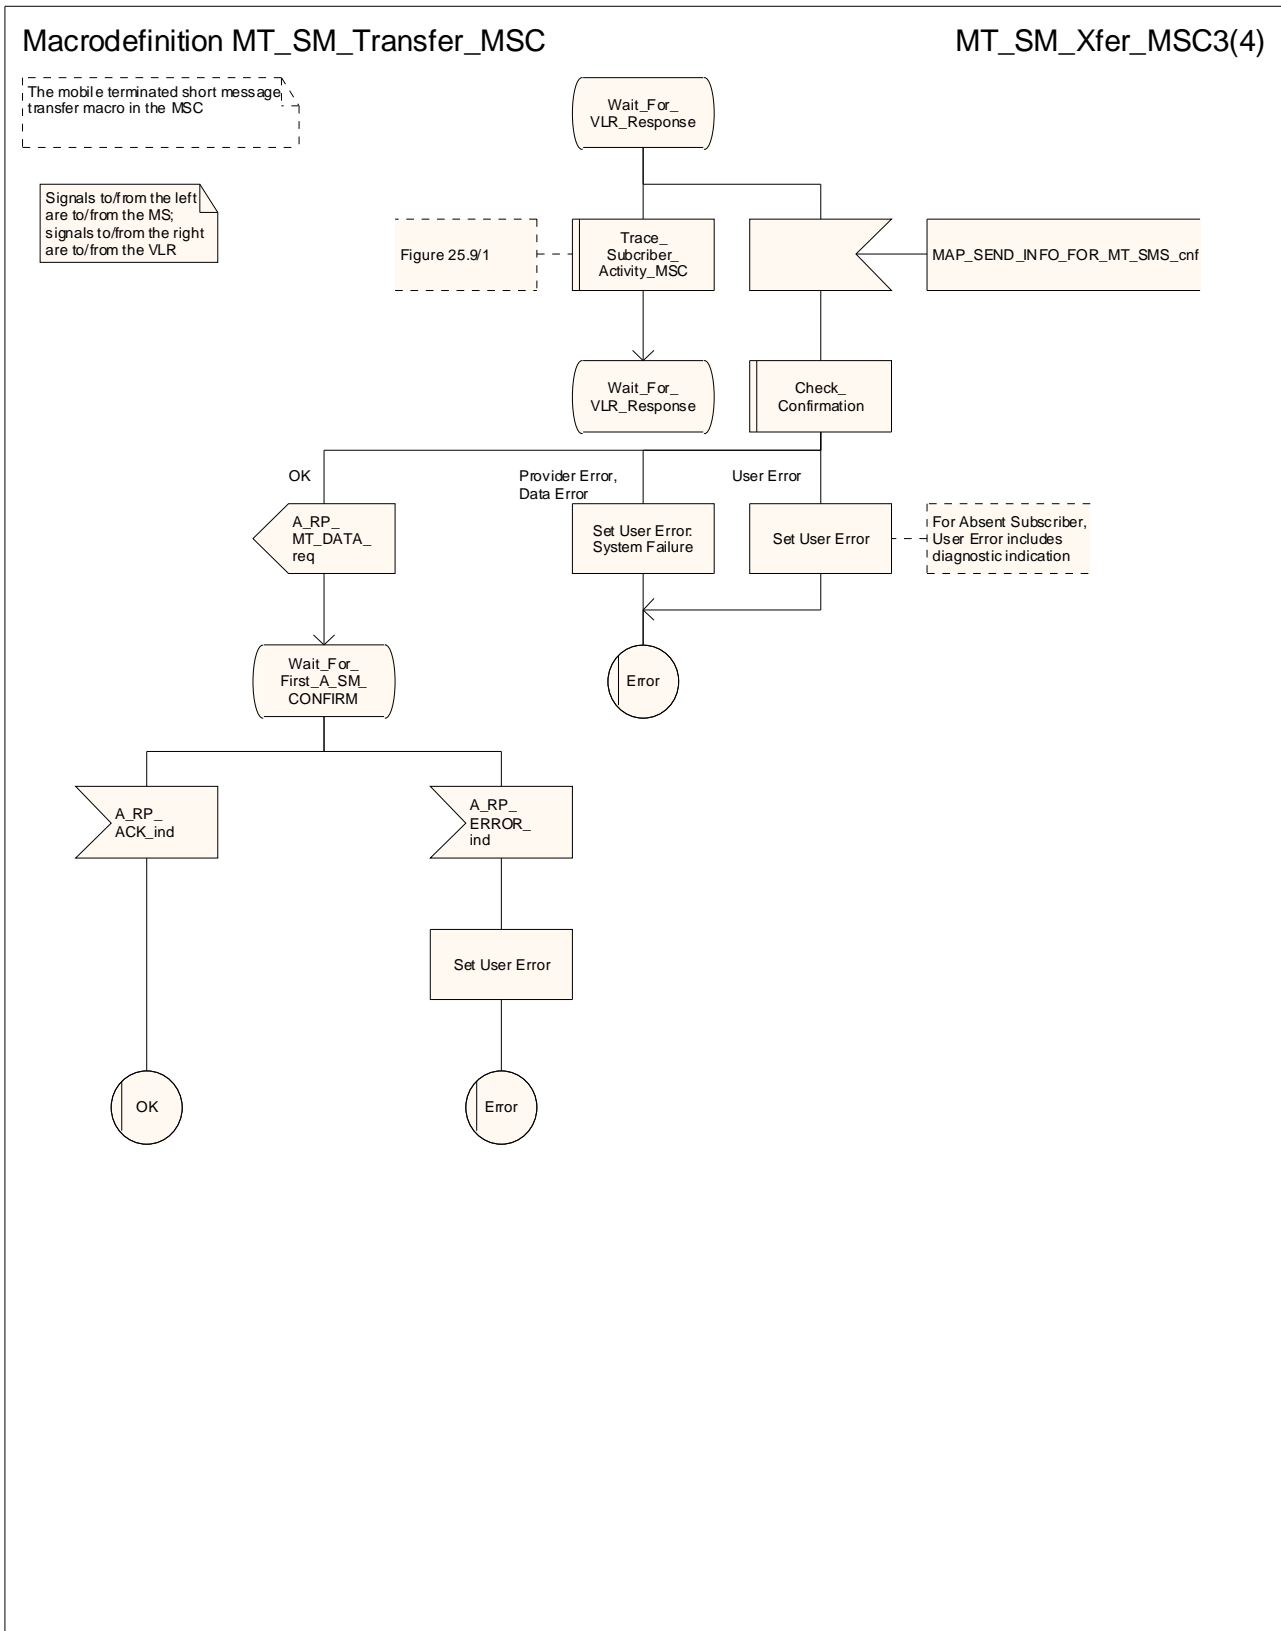 Macrodefinition MT_SM_Transfer_MSC
MT_SM_Xfer_MSC3(4)
The mobile terminated short message
transfer macro in the MSC
Signals to/from the left
are to/from the MS;
signals to/from the right
are to/from the VLR
Wait_For_
VLR_Response
Figure 25.9/1
Trace_
Subcriber_
Activity_MSC
MAP_SEND_INFO_FOR_MT_SMS_cnf
Wait_For_
VLR_Response
Check_
Confirmation
OK
Provider Error,
Data Error
User Error
A_RP_
MT_DATA_
req
Set User Error:
System Failure
Set User Error
For Absent Subscriber,
User Error includes
diagnostic indication
Wait_For_
First_A_SM_
CONFIRM
Error
A_RP_
ACK_ind
A_RP_
ERROR_
ind
Set User Error
OK
Error